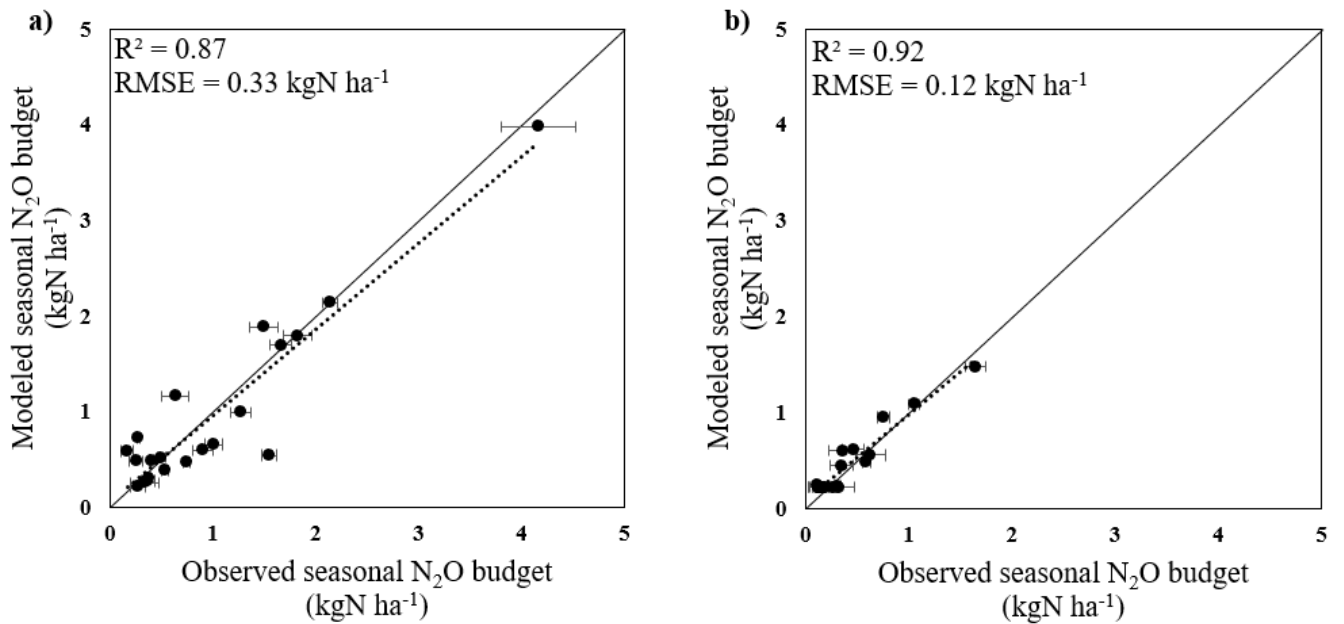 a)
R² = 0.87
RMSE = 0.33 kgN ha⁻¹
Modeled seasonal N₂O budget
(kgN ha⁻¹)
5
4
3
2
1
0
0 1 2 3 4 5
Observed seasonal N₂O budget
(kgN ha⁻¹)
b)
R² = 0.92
RMSE = 0.12 kgN ha⁻¹
Modeled seasonal N₂O budget
(kgN ha⁻¹)
5
4
3
2
1
0
0 1 2 3 4 5
Observed seasonal N₂O budget
(kgN ha⁻¹)